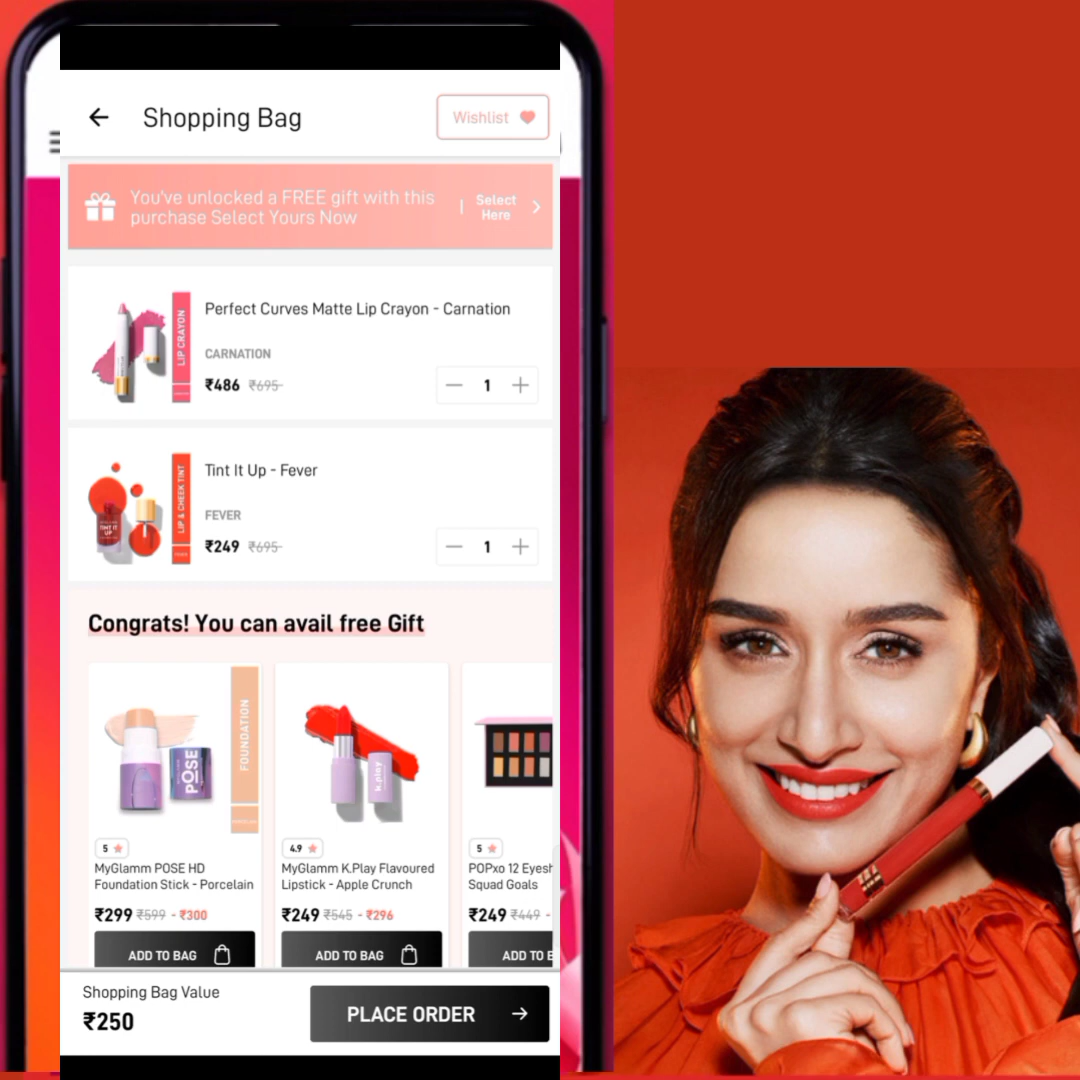 Shopping Bag
Wishlist
You've unlocked a FREE gift with this
purchase Select Yours Now
| Select
Here
LIP CRAYON
Perfect Curves Matte Lip Crayon - Carnation
CARNATION
₹486 ₹695
1
LIP & CHEEK TINT
TINT IT
UP
Tint It Up - Fever
FEVER
₹249 ₹695
1
Congrats! You can avail free Gift
FOUNDATION
POSE
k.play
5
MyGlamm POSE HD
Foundation Stick - Porcelain
₹299 ₹599 - ₹300
ADD TO BAG
4.9
MyGlamm K.Play Flavoured
Lipstick - Apple Crunch
₹249 ₹545 - ₹296
ADD TO BAG
5
POPxo 12 Eyesh
Squad Goals
₹249 ₹449 -
ADD TO B
Shopping Bag Value
₹250
PLACE ORDER